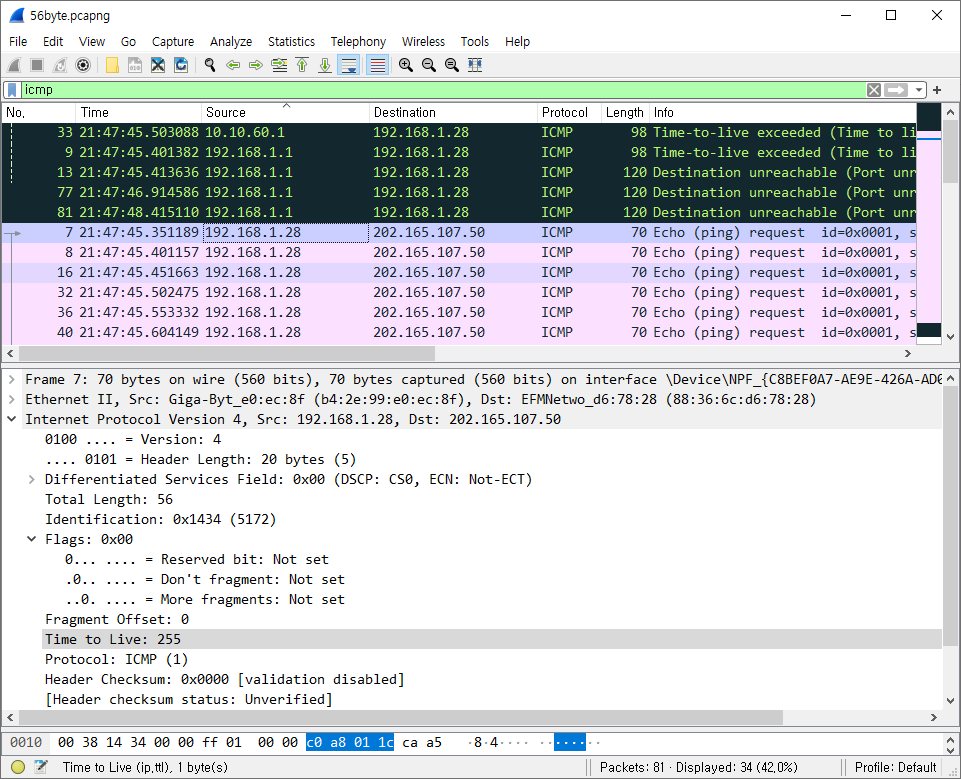 56byte.pcapng
File Edit View Go Capture Analyze Statistics Telephony Wireless Tools Help
icmp
No. Time Source Destination Protocol Length Info
33 21:47:45.503088 10.10.60.1 192.168.1.28 ICMP 98 Time-to-live exceeded (Time to li
9 21:47:45.401382 192.168.1.1 192.168.1.28 ICMP 98 Time-to-live exceeded (Time to li
13 21:47:45.413636 192.168.1.1 192.168.1.28 ICMP 120 Destination unreachable (Port unr
77 21:47:46.914586 192.168.1.1 192.168.1.28 ICMP 120 Destination unreachable (Port unr
81 21:47:48.415110 192.168.1.1 192.168.1.28 ICMP 120 Destination unreachable (Port unr
7 21:47:45.351189 192.168.1.28 202.165.107.50 ICMP 70 Echo (ping) request id=0x0001, s
8 21:47:45.401157 192.168.1.28 202.165.107.50 ICMP 70 Echo (ping) request id=0x0001, s
16 21:47:45.451663 192.168.1.28 202.165.107.50 ICMP 70 Echo (ping) request id=0x0001, s
32 21:47:45.502475 192.168.1.28 202.165.107.50 ICMP 70 Echo (ping) request id=0x0001, s
36 21:47:45.553332 192.168.1.28 202.165.107.50 ICMP 70 Echo (ping) request id=0x0001, s
40 21:47:45.604149 192.168.1.28 202.165.107.50 ICMP 70 Echo (ping) request id=0x0001, s
Frame 7: 70 bytes on wire (560 bits), 70 bytes captured (560 bits) on interface \Device\NPF_{C8BEF0A7-AE9E-426A-AD0
Ethernet II, Src: Giga-Byt_e0:ec:8f (b4:2e:99:e0:ec:8f), Dst: EFMNetwo_d6:78:28 (88:36:6c:d6:78:28)
Internet Protocol Version 4, Src: 192.168.1.28, Dst: 202.165.107.50
0100 .... = Version: 4
.... 0101 = Header Length: 20 bytes (5)
Differentiated Services Field: 0x00 (DSCP: CS0, ECN: Not-ECT)
Total Length: 56
Identification: 0x1434 (5172)
Flags: 0x00
0... .... = Reserved bit: Not set
.0.. .... = Don't fragment: Not set
..0. .... = More fragments: Not set
Fragment Offset: 0
Time to Live: 255
Protocol: ICMP (1)
Header Checksum: 0x0000 [validation disabled]
[Header checksum status: Unverified]
0010 00 38 14 34 00 00 ff 01 00 00 c0 a8 01 1c ca a5 ·8·4···· ········
Time to Live (ip.ttl), 1 byte(s) Packets: 81 · Displayed: 34 (42,0%) Profile: Default